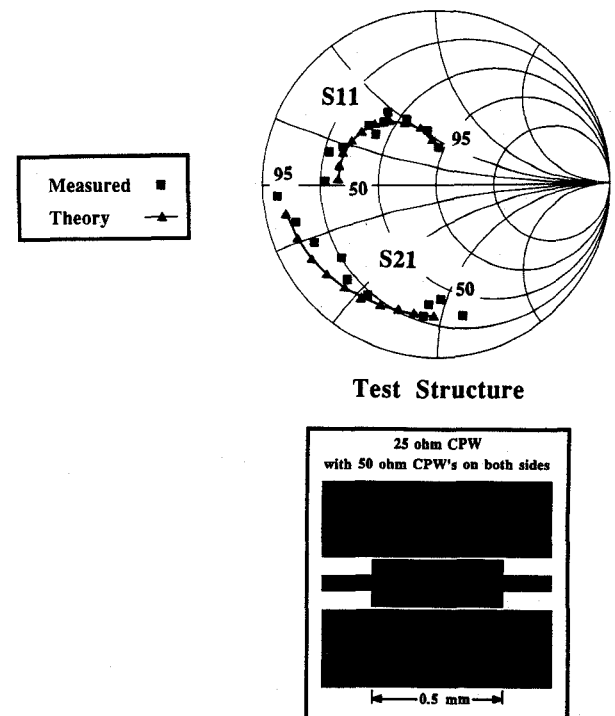 S11
95
50
95
S21
50
Measured
Theory
Test Structure
25 ohm CPW
with 50 ohm CPW's on both sides
0.5 mm